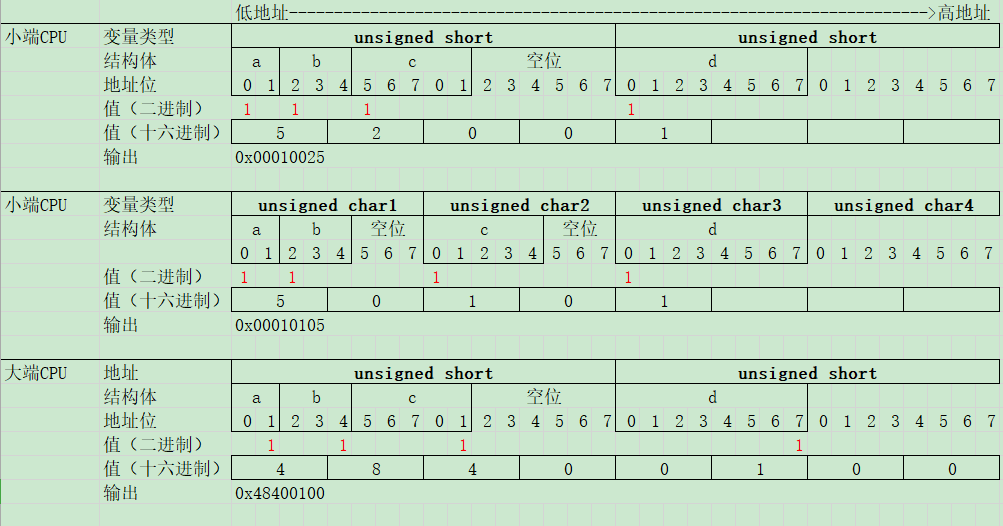 低地址------------------------------------------------------------------------>高地址
小端CPU 变量类型 unsigned short unsigned short
结构体 a b c 空位 d
地址位 0 1 2 3 4 5 6 7 0 1 2 3 4 5 6 7 0 1 2 3 4 5 6 7 0 1 2 3 4 5 6 7
值（二进制） 1 1 1 1
值（十六进制） 5 2 0 0 1
输出 0x00010025
小端CPU 变量类型 unsigned char1 unsigned char2 unsigned char3 unsigned char4
结构体 a b 空位 c 空位 d
0 1 2 3 4 5 6 7 0 1 2 3 4 5 6 7 0 1 2 3 4 5 6 7 0 1 2 3 4 5 6 7
值（二进制） 1 1 1 1
值（十六进制） 5 0 1 0 1
输出 0x00010105
大端CPU 地址 unsigned short unsigned short
结构体 a b c 空位 d
地址位 0 1 2 3 4 5 6 7 0 1 2 3 4 5 6 7 0 1 2 3 4 5 6 7 0 1 2 3 4 5 6 7
值（二进制） 1 1 1 1
值（十六进制） 4 8 4 0 0 1 0 0
输出 0x48400100